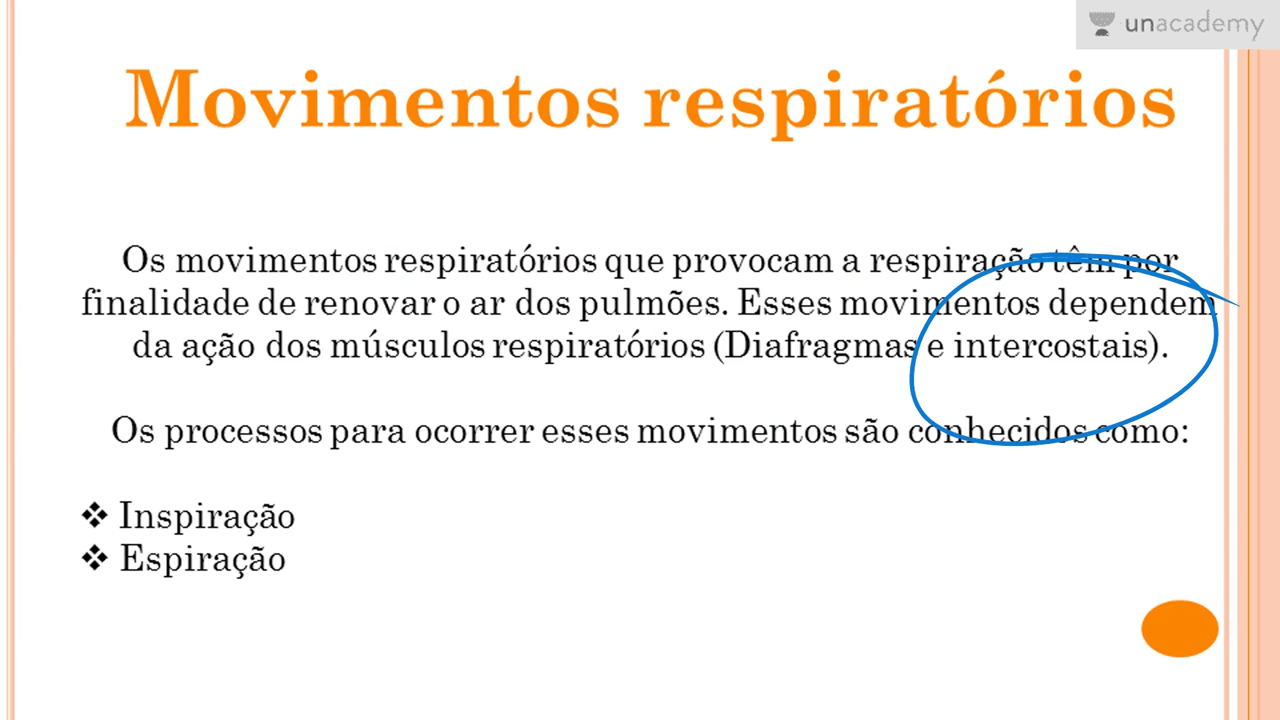 unacademy
Movimentos respiratórios
Os movimentos respiratórios que provocam a respiração têm por
finalidade de renovar o ar dos pulmões. Esses movimentos dependem
da ação dos músculos respiratórios (Diafragmas e intercostais).
Os processos para ocorrer esses movimentos são conhecidos como:
❖ Inspiração
❖ Espiração